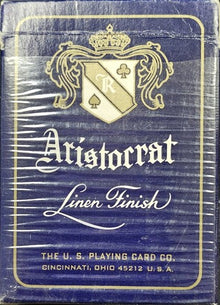 R
Aristocrat
Linen Finish
THE U.S. PLAYING CARD CO.
CINCINNATI, OHIO 45212 U.S.A.